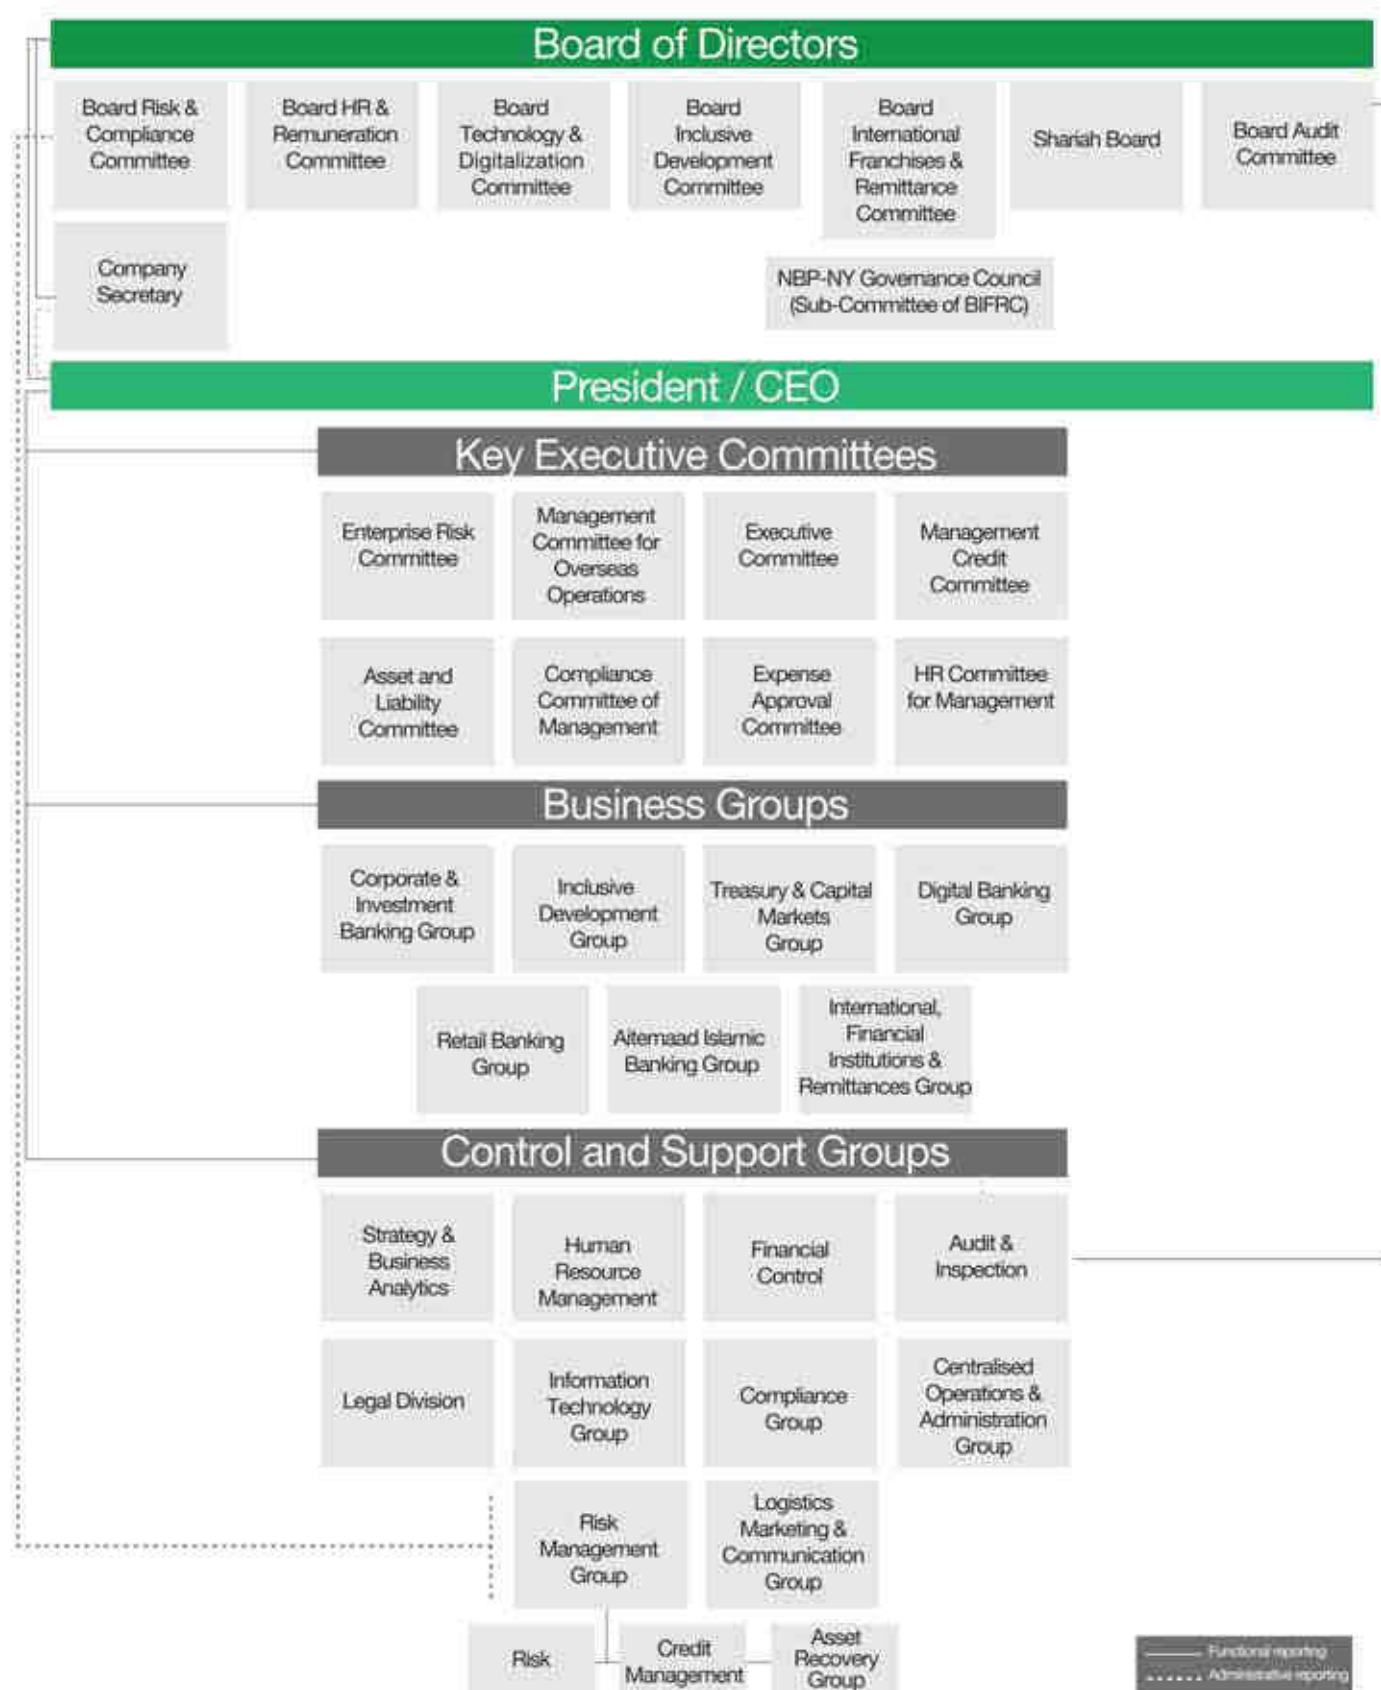 Board of Directors
Board Risk &
Compliance
Committee
Board HR &
Remuneration
Committee
Board
Technology &
Digitalization
Committee
Board
Inclusive
Development
Committee
Board
International
Franchises &
Remittance
Committee
Shariah Board
Board Audit
Committee
Company
Secretary
NBP-NY Governance Council
(Sub-Committee of BIFRC)
President / CEO
Key Executive Committees
Enterprise Risk
Committee
Management
Committee for
Overseas
Operations
Executive
Committee
Management
Credit
Committee
Asset and
Liability
Committee
Compliance
Committee of
Management
Expense
Approval
Committee
HR Committee
for Management
Business Groups
Corporate &
Investment
Banking Group
Inclusive
Development
Group
Treasury & Capital
Markets
Group
Digital Banking
Group
Retail Banking
Group
Aitemaad Islamic
Banking Group
International,
Financial
Institutions &
Remittances Group
Control and Support Groups
Strategy &
Business
Analytics
Human
Resource
Management
Financial
Control
Audit &
Inspection
Legal Division
Information
Technology
Group
Compliance
Group
Centralised
Operations &
Administration
Group
Risk
Management
Group
Logistics
Marketing &
Communication
Group
Risk
Credit
Management
Asset
Recovery
Group
Functional reporting
Administrative reporting